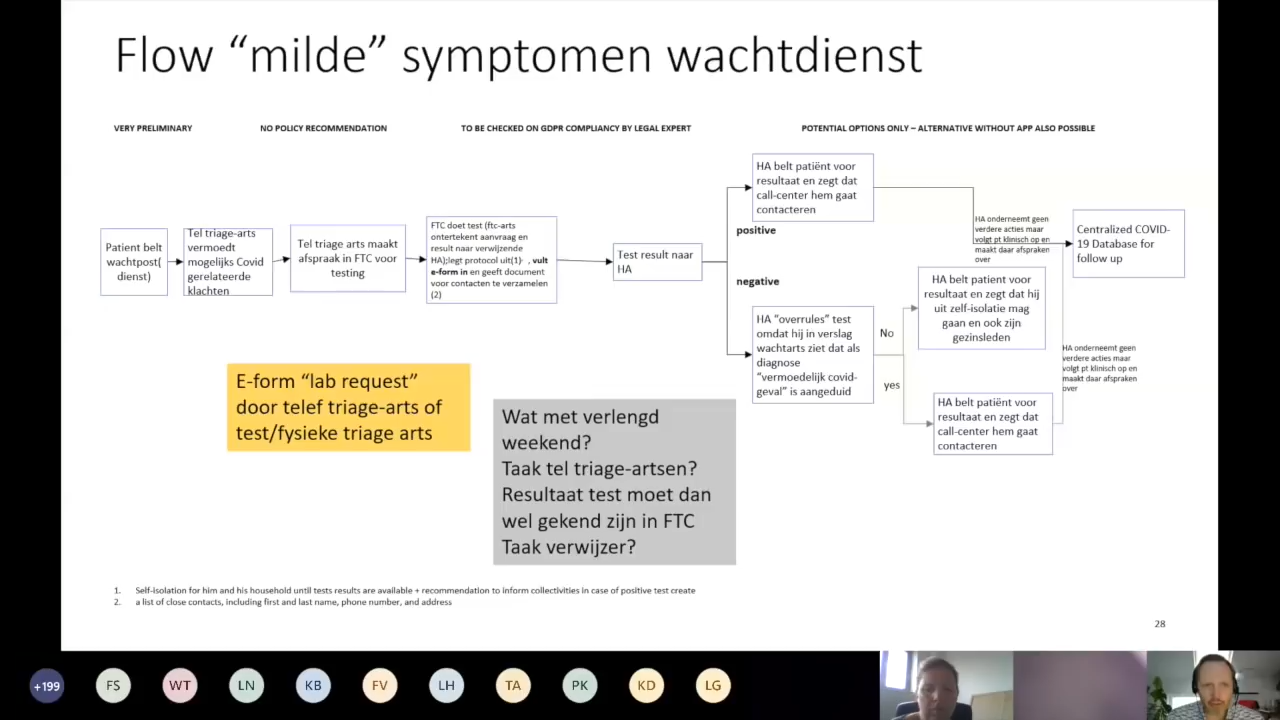 Flow “milde” symptomen wachtdienst
VERY PRELIMINARY
NO POLICY RECOMMENDATION
TO BE CHECKED ON GDPR COMPLIANCY BY LEGAL EXPERT
POTENTIAL OPTIONS ONLY – ALTERNATIVE WITHOUT APP ALSO POSSIBLE
Patient belt
wachtpost(
dienst)
Tel triage-arts
vermoedt
mogelijks Covid
gerelateerde
klachten
Tel triage arts maakt
afspraak in FTC voor
testing
FTC doet test (ftc-arts
ontertekent aanvraag en
result naar verwijzende
HA);legt protocol uit(1) , vult
e-form in en geeft document
voor contacten te verzamelen
(2)
Test result naar
HA
HA belt patiënt voor
resultaat en zegt dat
call-center hem gaat
contacteren
positive
negative
HA “overrules” test
omdat hij in verslag
wachtarts ziet dat als
diagnose
“vermoedelijk covid-
geval” is aangeduid
No
yes
HA onderneemt geen
verdere acties maar
volgt pt klinisch op en
maakt daar afspraken
over
HA belt patient voor
resultaat en zegt dat hij
uit zelf-isolatie mag
gaan en ook zijn
gezinsleden
HA onderneemt geen
verdere acties maar
volgt pt klinisch op en
maakt daar afspraken
over
HA belt patiënt voor
resultaat en zegt dat
call-center hem gaat
contacteren
Centralized COVID-
19 Database for
follow up
E-form “lab request”
door telef triage-arts of
test/fysieke triage arts
Wat met verlengd
weekend?
Taak tel triage-artsen?
Resultaat test moet dan
wel gekend zijn in FTC
Taak verwijzer?
1. Self-isolation for him and his household until tests results are available + recommendation to inform collectivities in case of positive test create
2. a list of close contacts, including first and last name, phone number, and address
28
+199
FS
WT
LN
KB
FV
LH
TA
PK
KD
LG